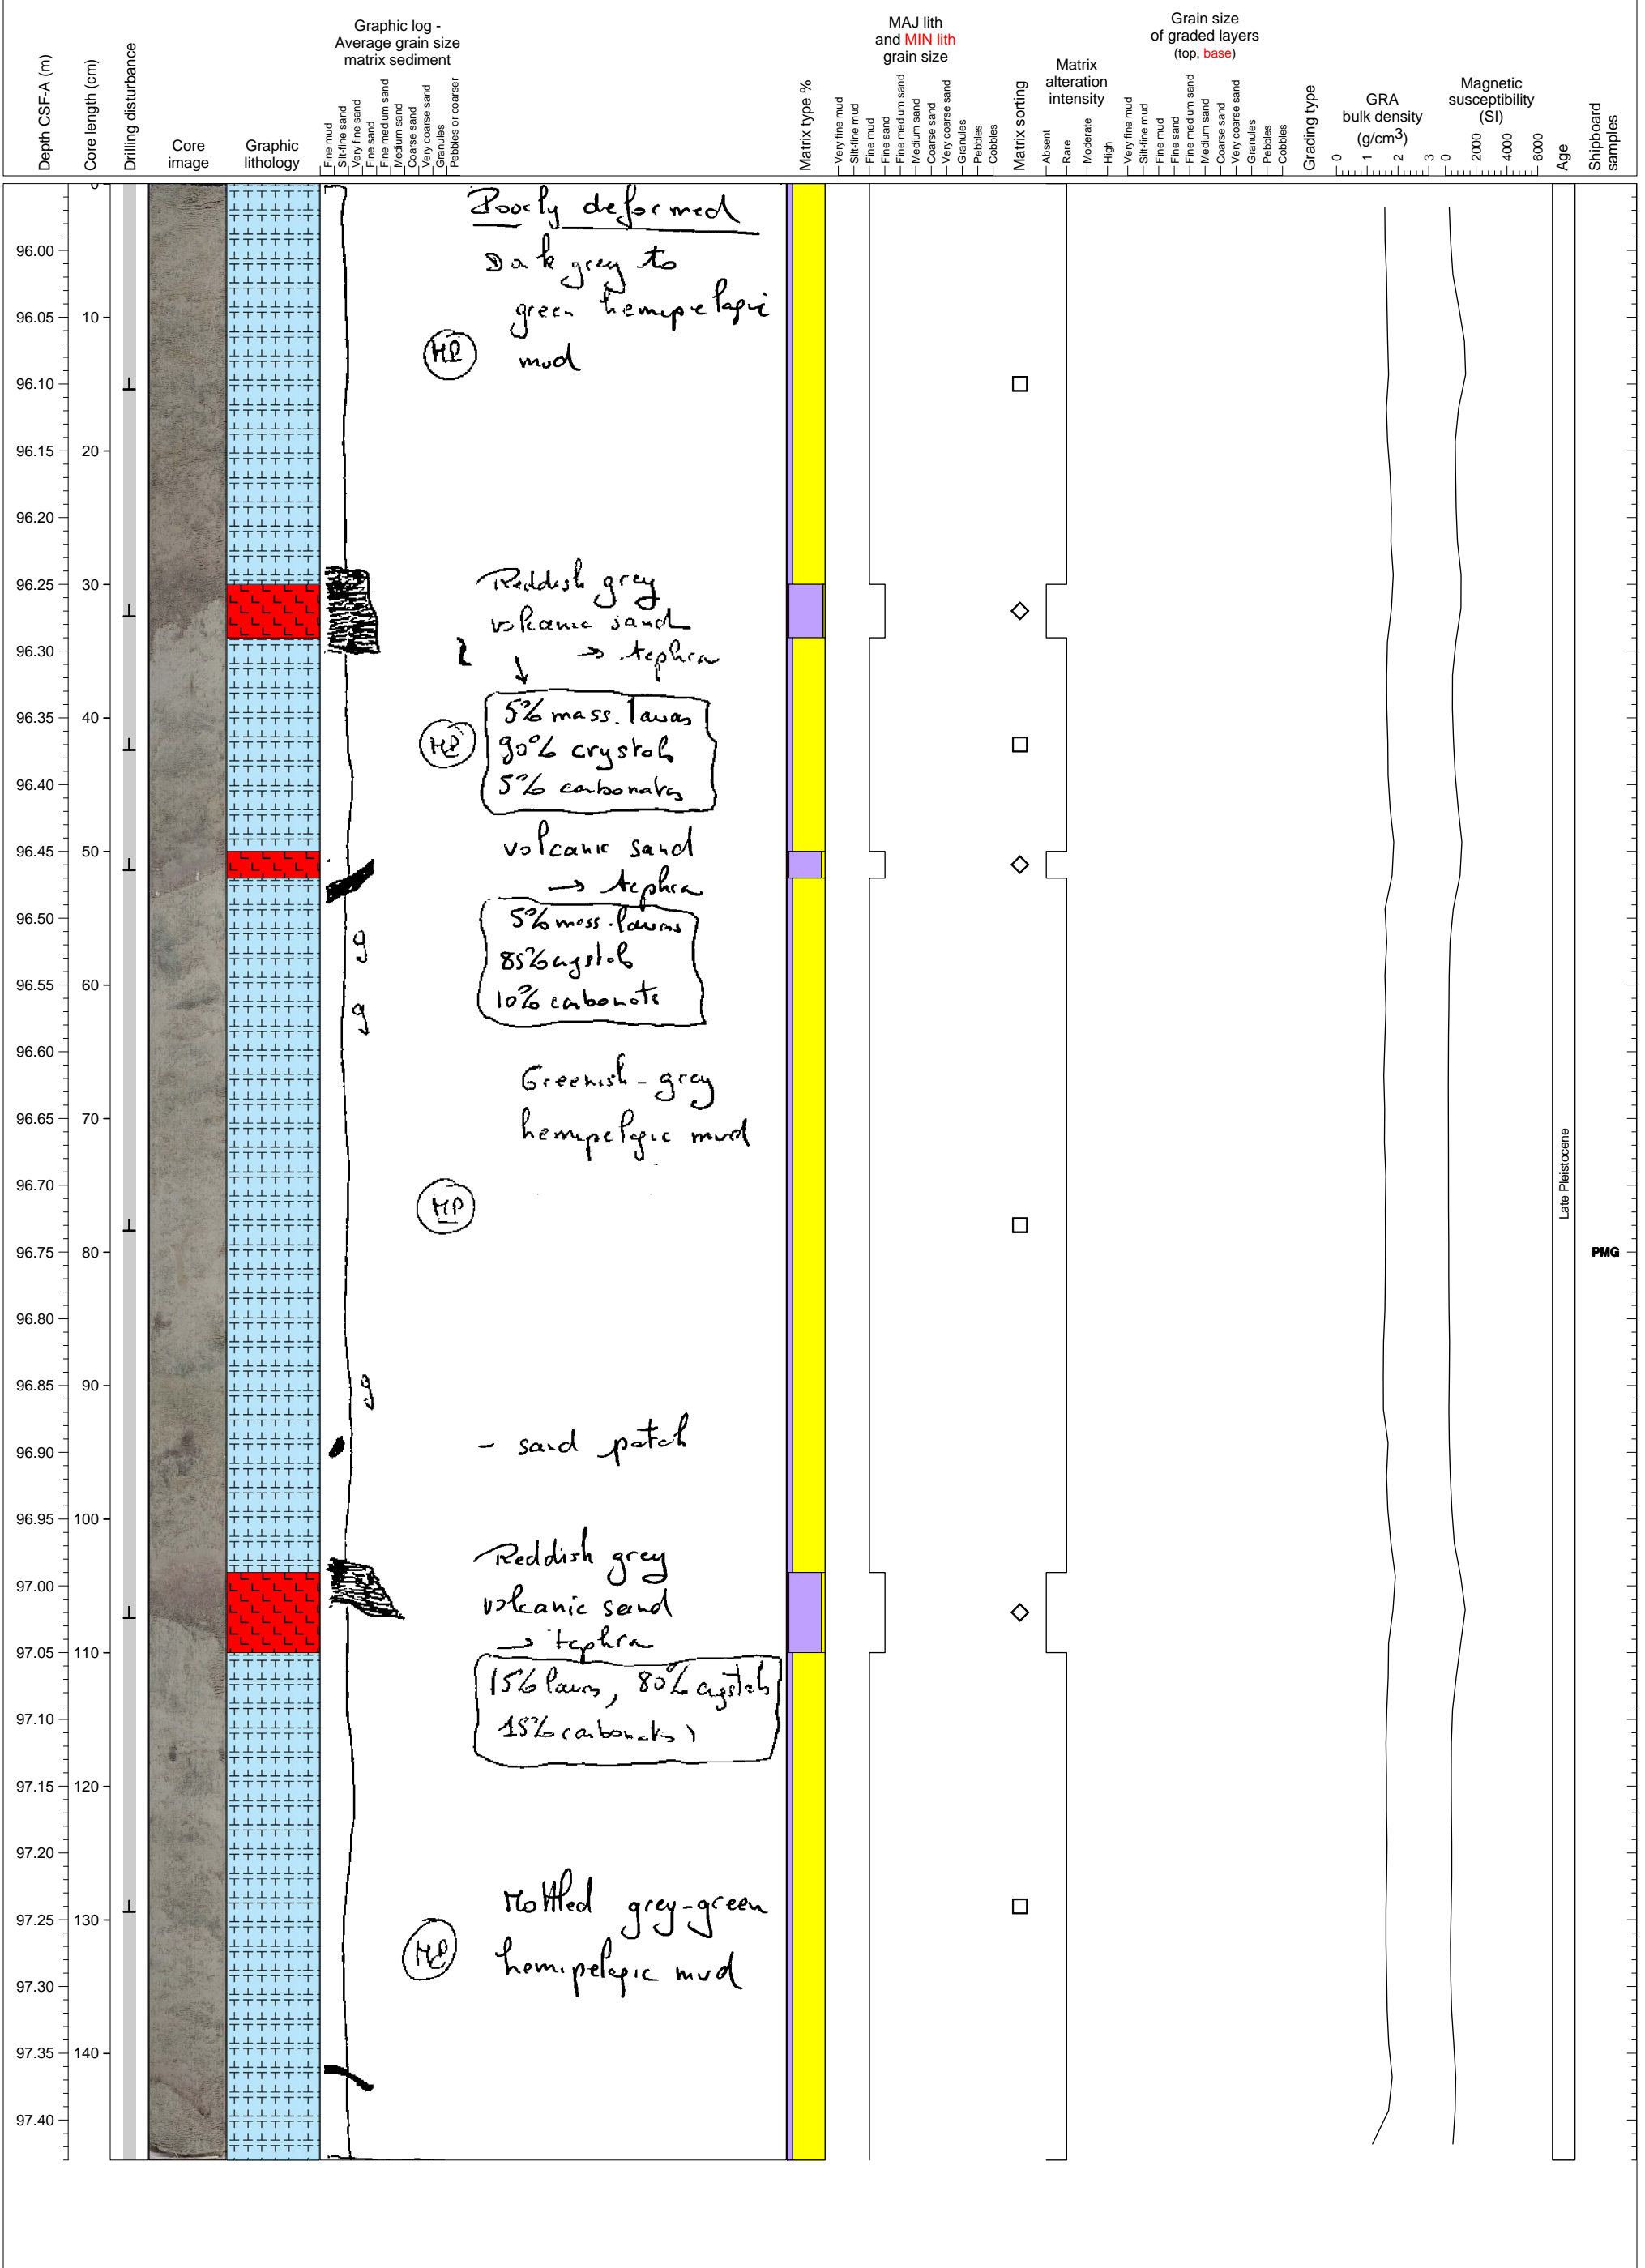 Depth CSF-A (m)
Core length (cm)
Drilling disturbance
Core
image
Graphic
lithology
Graphic log -
Average grain size
matrix sediment
Fine mud
Silt-fine sand
Very fine sand
Fine sand
Fine medium sand
Medium sand
Coarse sand
Very coarse sand
Granules
Pebbles or coarser
Matrix type %
MAJ lith
and MIN lith
grain size
Very fine mud
Silt-fine mud
Fine mud
Fine sand
Fine medium sand
Medium sand
Coarse sand
Very coarse sand
Granules
Pebbles
Cobbles
Matrix sorting
Matrix
alteration
intensity
Absent
Rare
Moderate
High
Grain size
of graded layers
(top, base)
Very fine mud
Silt-fine mud
Fine mud
Fine sand
Fine medium sand
Medium sand
Coarse sand
Very coarse sand
Granules
Pebbles
Cobbles
Grading type
GRA
bulk density
(g/cm3)
0 1 2 3
Magnetic
susceptibility
(SI)
0 2000 4000 6000
Age
Shipboard
samples
0
Poorly deformed
96.00
Dark grey to
green hemipelagic
96.05 10
HP mud
96.10
96.15 20
96.20
96.25 30
Reddish grey
volcanic sand
96.30
→ tephra
96.35 40
5% mass. lavas
HP 90% crystals
96.40
5% carbonates
96.45 50
volcanic sand
→ tephra
96.50
5% mass. lavas
g
85% crystals
96.55 60
10% carbonats
g
96.60
Greenish-grey
96.65 70
hemipelagic mud
96.70
HP
96.75 80
PMG
Late Pleistocene
96.80
96.85 90
g
96.90
- sand patch
96.95 100
Reddish grey
97.00
volcanic sand
→ tephra
97.05 110
15% lavas, 80% crystals
97.10
15% carbonats)
97.15 120
97.20
Mottled grey-green
97.25 130
HP hemipelagic mud
97.30
97.35 140
97.40